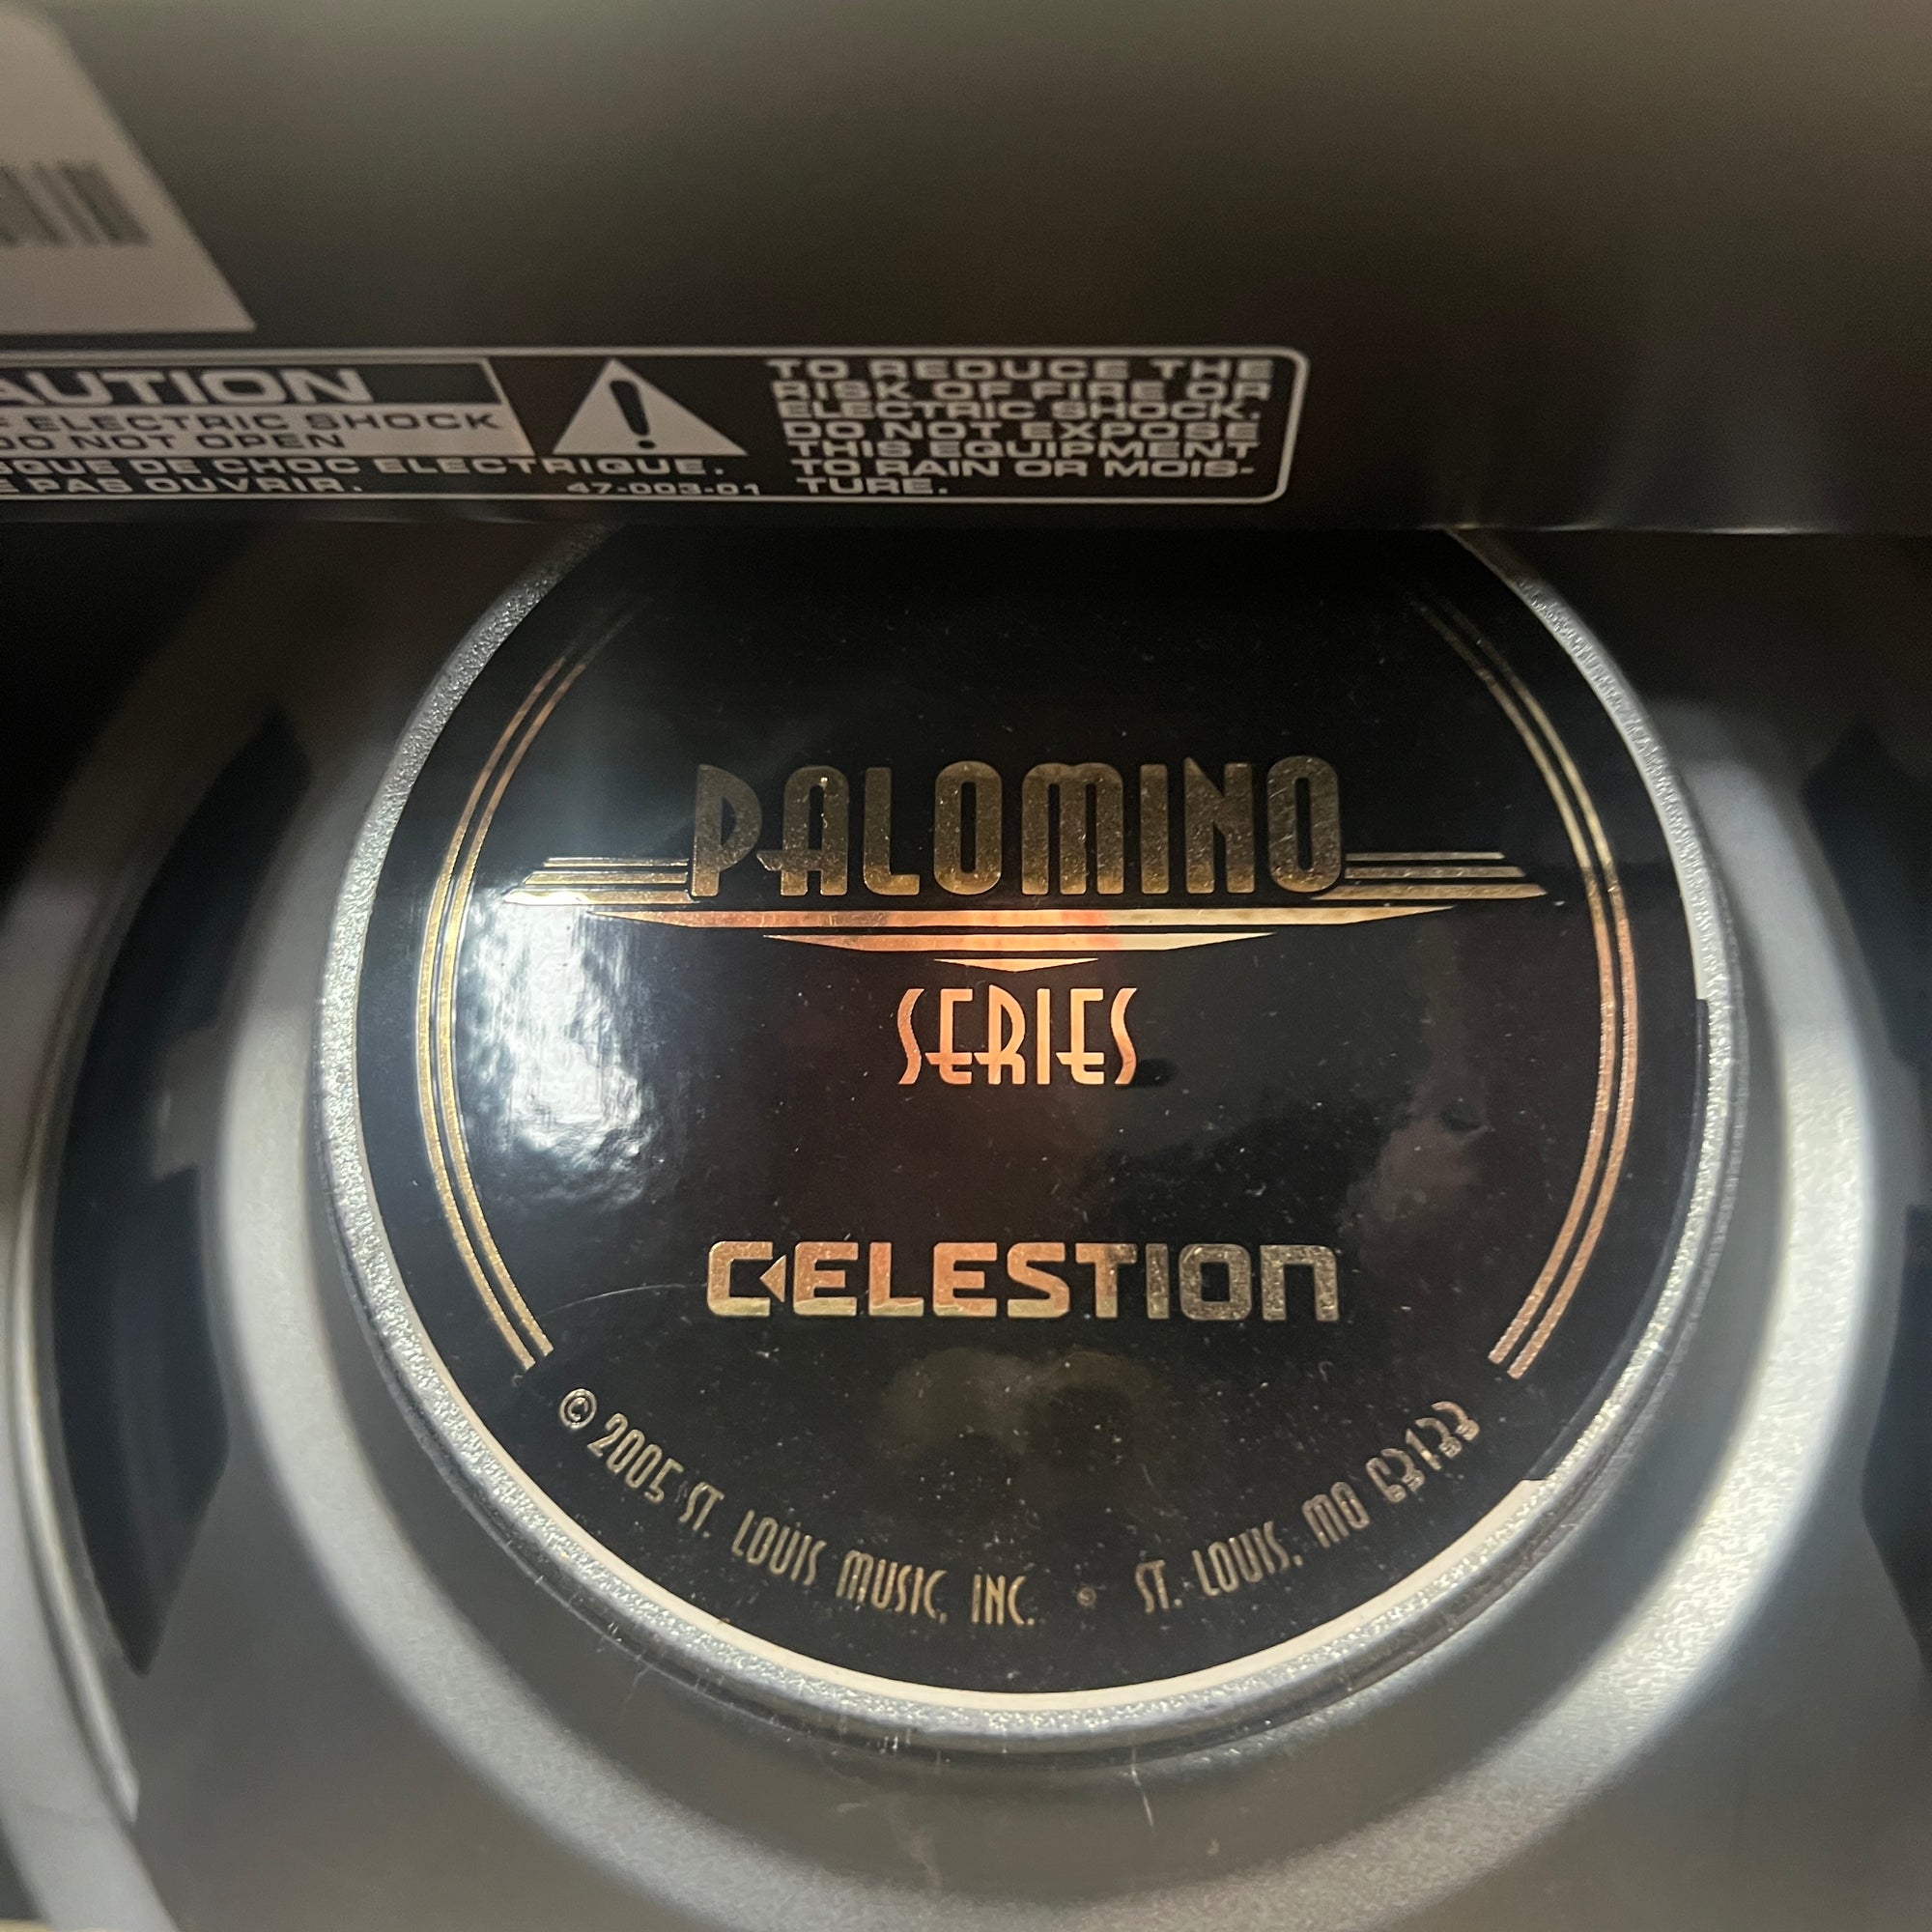 AUTION
ELECTRIC SHOCK
DO NOT OPEN
SQUE DE CHOC ELECTRIQUE.
E PAS OUVRIR.
47-003-01
TO REDUCE THE
RISK OF FIRE OR
ELECTRIC SHOCK.
DO NOT EXPOSE
THIS EQUIPMENT
TO RAIN OR MOIS-
TURE.
PALOMINO
SERIES
CELESTION
© 2005 ST. LOUIS MUSIC, INC. • ST. LOUIS, MO 63133